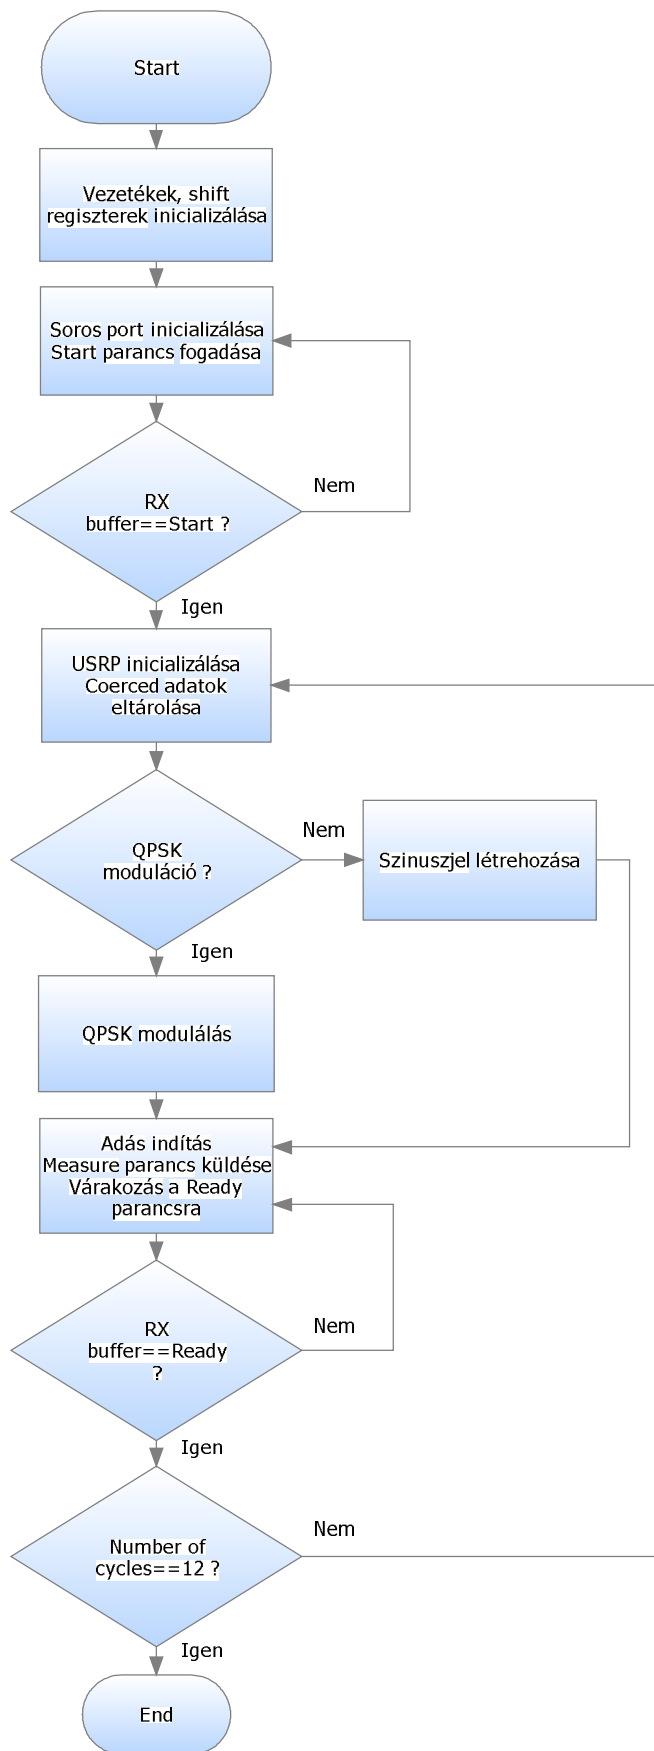 Start
Vezetékek, shift
regiszterek inicializálása
Soros port inicializálása
Start parancs fogadása
Nem
RX
buffer==Start ?
Igen
USRP inicializálása
Coerced adatok
eltárolása
QPSK
moduláció ?
Nem
Szinuszjel létrehozása
Igen
QPSK modulálás
Adás indítás
Measure parancs küldése
Várakozás a Ready
parancsra
RX
buffer==Ready
?
Nem
Igen
Number of
cycles==12 ?
Nem
Igen
End